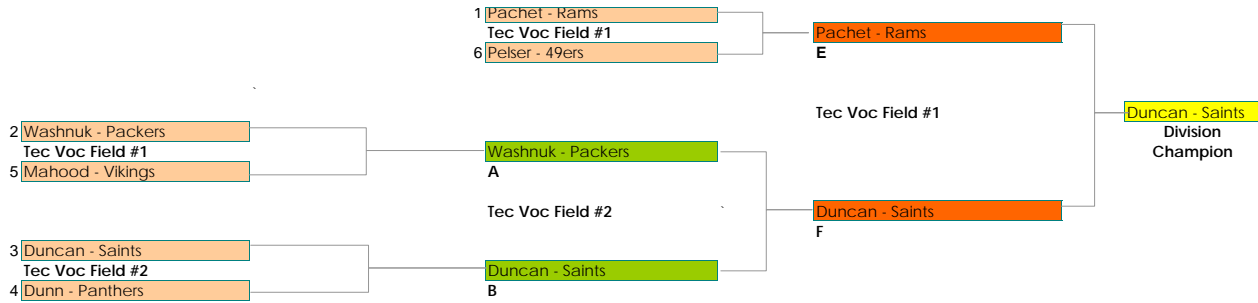 1 Pachet - Rams
Tec Voc Field #1
6 Pelser - 49ers
Pachet - Rams
E
Tec Voc Field #1
Duncan - Saints
Division
Champion
2 Washnuk - Packers
Tec Voc Field #1
5 Mahood - Vikings
Washnuk - Packers
A
Tec Voc Field #2
Duncan - Saints
F
3 Duncan - Saints
Tec Voc Field #2
4 Dunn - Panthers
Duncan - Saints
B